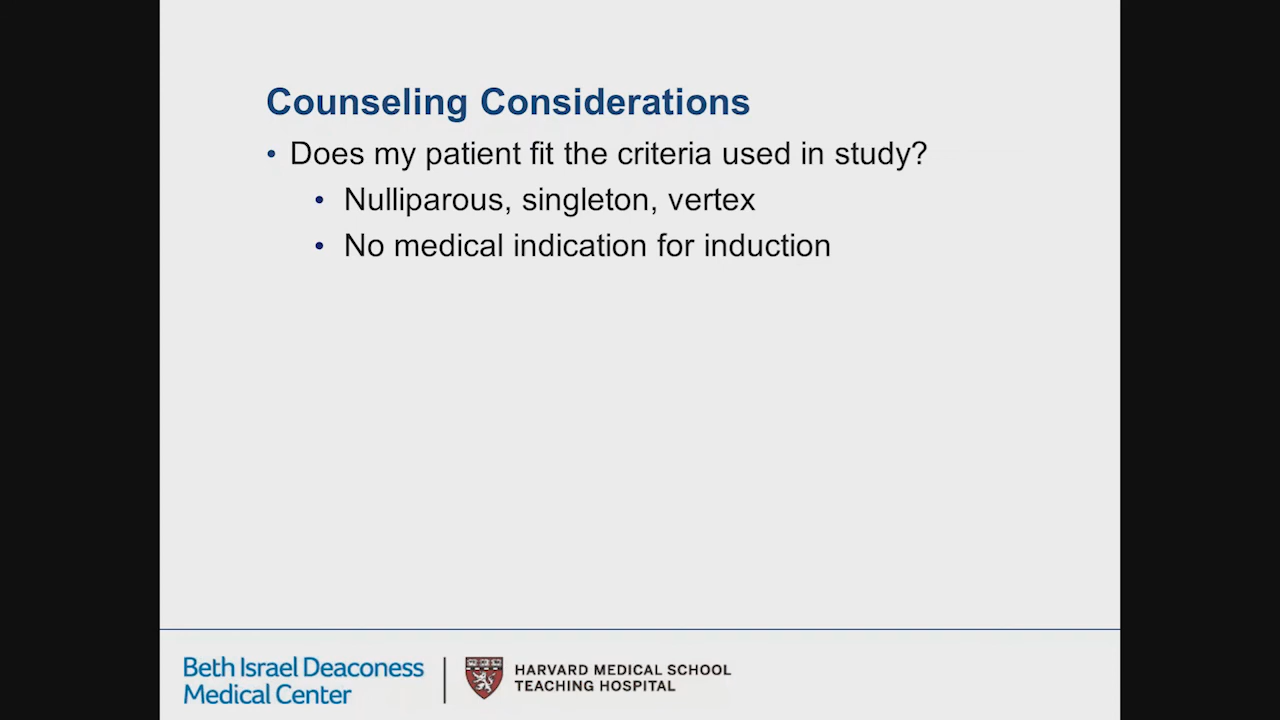 Counseling Considerations
• Does my patient fit the criteria used in study?
• Nulliparous, singleton, vertex
• No medical indication for induction
Beth Israel Deaconess
Medical Center
HARVARD MEDICAL SCHOOL
TEACHING HOSPITAL